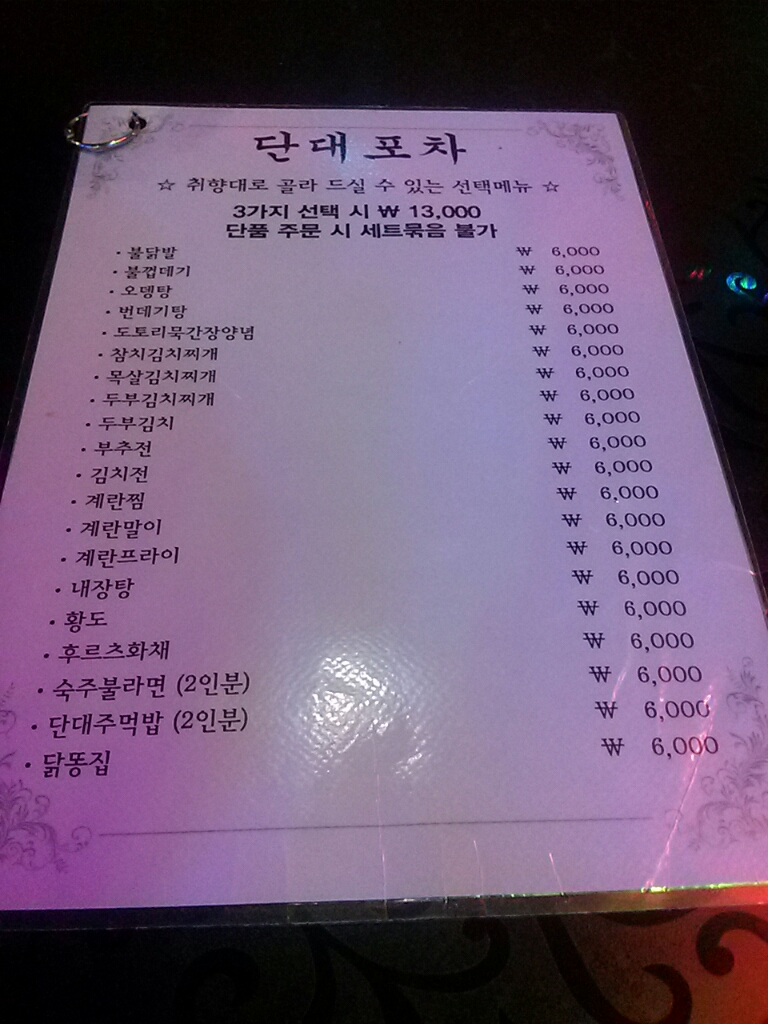 단대포차
☆ 취향대로 골라 드실 수 있는 선택메뉴 ☆
3가지 선택 시 ₩ 13,000
단품 주문 시 세트묶음 불가
· 불닭발 ₩ 6,000
· 불껍데기 ₩ 6,000
· 오뎅탕 ₩ 6,000
· 번데기탕 ₩ 6,000
· 도토리묵간장양념 ₩ 6,000
· 참치김치찌개 ₩ 6,000
· 목살김치찌개 ₩ 6,000
· 두부김치찌개 ₩ 6,000
· 두부김치 ₩ 6,000
· 부추전 ₩ 6,000
· 김치전 ₩ 6,000
· 계란찜 ₩ 6,000
· 계란말이 ₩ 6,000
· 계란프라이 ₩ 6,000
· 내장탕 ₩ 6,000
· 황도 ₩ 6,000
· 후르츠화채 ₩ 6,000
· 숙주불라면 (2인분) ₩ 6,000
· 단대주먹밥 (2인분) ₩ 6,000
· 닭똥집 ₩ 6,000